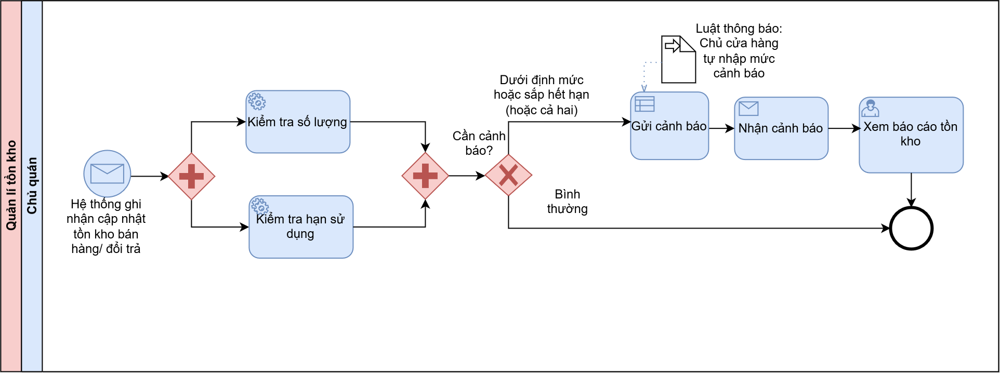 Quản lí tồn kho
Chủ quán
Hệ thống ghi
nhận cập nhật
tồn kho bán
hàng/ đổi trả
Kiểm tra số lượng
Kiểm tra hạn sử
dụng
Cần cảnh
báo?
Dưới định mức
hoặc sắp hết hạn
(hoặc cả hai)
Bình
thường
Luật thông báo:
Chủ cửa hàng
tự nhập mức
cảnh báo
Gửi cảnh báo
Nhận cảnh báo
Xem báo cáo tồn
kho